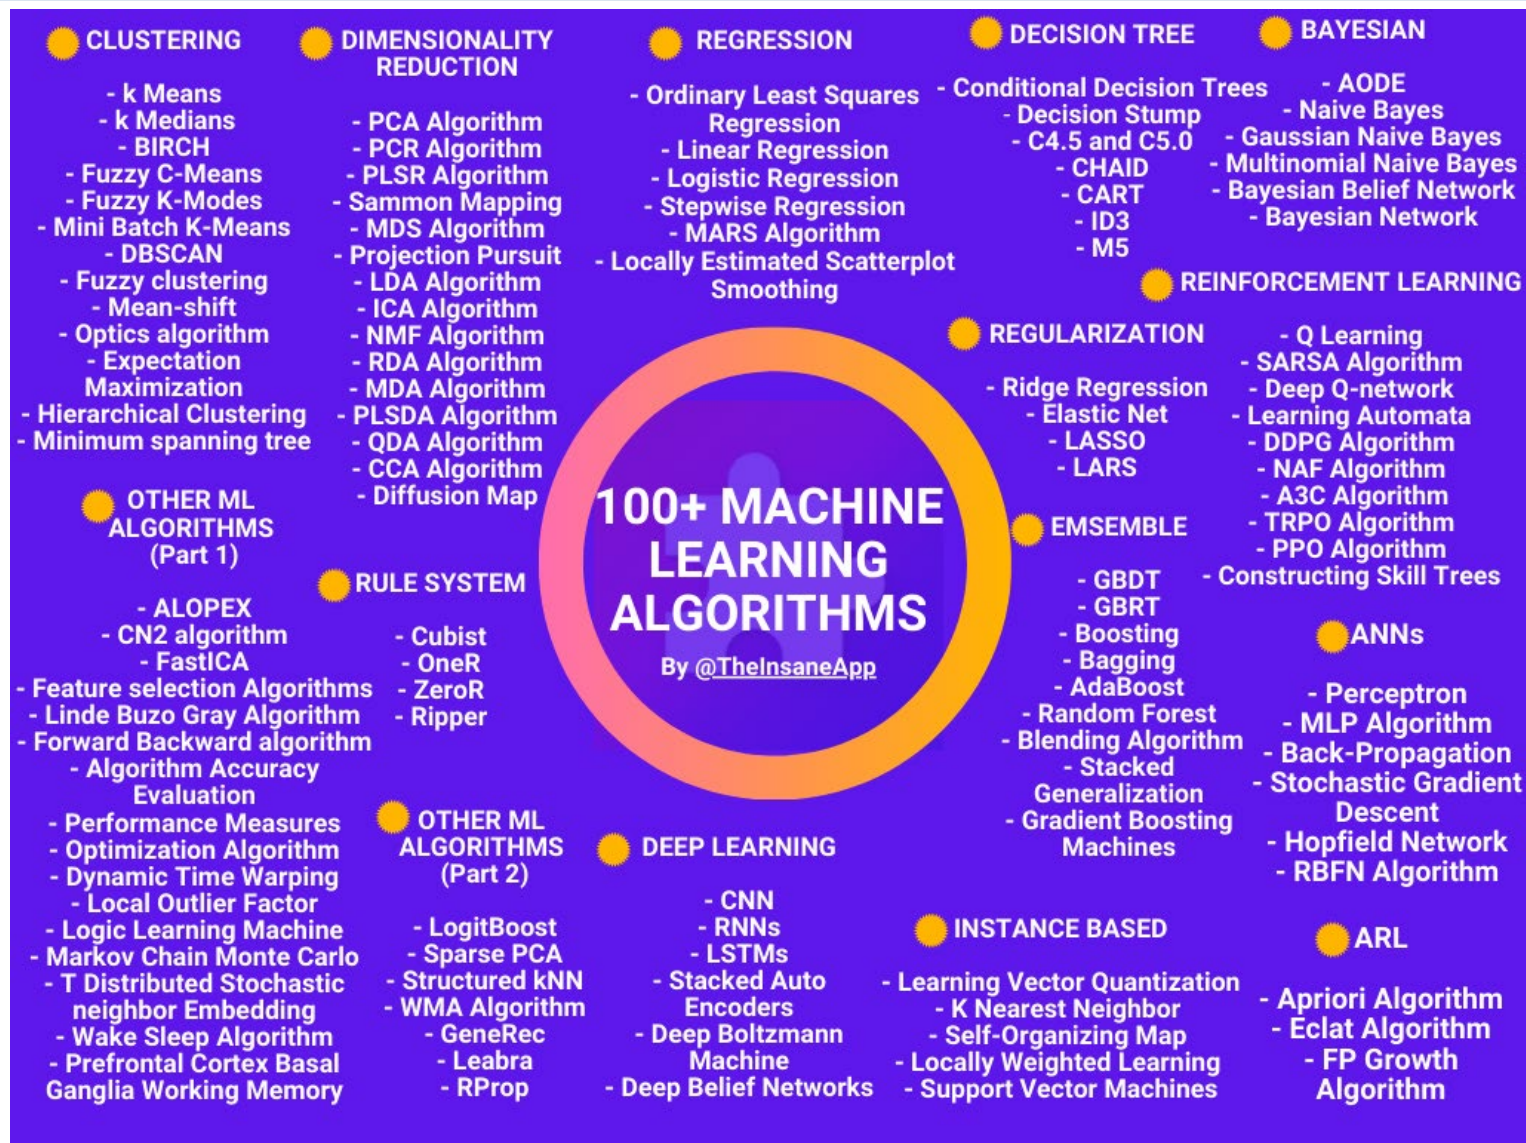 CLUSTERING
- k Means
- k Medians
- BIRCH
- Fuzzy C-Means
- Fuzzy K-Modes
- Mini Batch K-Means
- DBSCAN
- Fuzzy clustering
- Mean-shift
- Optics algorithm
- Expectation
Maximization
- Hierarchical Clustering
- Minimum spanning tree
DIMENSIONALITY
REDUCTION
- PCA Algorithm
- PCR Algorithm
- PLSR Algorithm
- Sammon Mapping
- MDS Algorithm
- Projection Pursuit
- LDA Algorithm
- ICA Algorithm
- NMF Algorithm
- RDA Algorithm
- MDA Algorithm
- PLSDA Algorithm
- QDA Algorithm
- CCA Algorithm
- Diffusion Map
REGRESSION
- Ordinary Least Squares
Regression
- Linear Regression
- Logistic Regression
- Stepwise Regression
- MARS Algorithm
- Locally Estimated Scatterplot
Smoothing
DECISION TREE
- Conditional Decision Trees
- Decision Stump
- C4.5 and C5.0
- CHAID
- CART
- ID3
- M5
BAYESIAN
- AODE
- Naive Bayes
- Gaussian Naive Bayes
- Multinomial Naive Bayes
- Bayesian Belief Network
- Bayesian Network
REINFORCEMENT LEARNING
- Q Learning
- SARSA Algorithm
- Deep Q-network
- Learning Automata
- DDPG Algorithm
- NAF Algorithm
- A3C Algorithm
- TRPO Algorithm
- PPO Algorithm
- Constructing Skill Trees
REGULARIZATION
- Ridge Regression
- Elastic Net
- LASSO
- LARS
100+ MACHINE
LEARNING
ALGORITHMS
By @TheInsaneApp
EMSEMBLE
- GBDT
- GBRT
- Boosting
- Bagging
- AdaBoost
- Random Forest
- Blending Algorithm
- Stacked
Generalization
- Gradient Boosting
Machines
ANNs
- Perceptron
- MLP Algorithm
- Back-Propagation
- Stochastic Gradient
Descent
- Hopfield Network
- RBFN Algorithm
OTHER ML
ALGORITHMS
(Part 1)
- ALOPEX
- CN2 algorithm
- FastICA
- Feature selection Algorithms
- Linde Buzo Gray Algorithm
- Forward Backward algorithm
- Algorithm Accuracy
Evaluation
- Performance Measures
- Optimization Algorithm
- Dynamic Time Warping
- Local Outlier Factor
- Logic Learning Machine
- Markov Chain Monte Carlo
- T Distributed Stochastic
neighbor Embedding
- Wake Sleep Algorithm
- Prefrontal Cortex Basal
Ganglia Working Memory
RULE SYSTEM
- Cubist
- OneR
- ZeroR
- Ripper
OTHER ML
ALGORITHMS
(Part 2)
- LogitBoost
- Sparse PCA
- Structured kNN
- WMA Algorithm
- GeneRec
- Leabra
- RProp
DEEP LEARNING
- CNN
- RNNs
- LSTMs
- Stacked Auto
Encoders
- Deep Boltzmann
Machine
- Deep Belief Networks
INSTANCE BASED
- Learning Vector Quantization
- K Nearest Neighbor
- Self-Organizing Map
- Locally Weighted Learning
- Support Vector Machines
ARL
- Apriori Algorithm
- Eclat Algorithm
- FP Growth
Algorithm